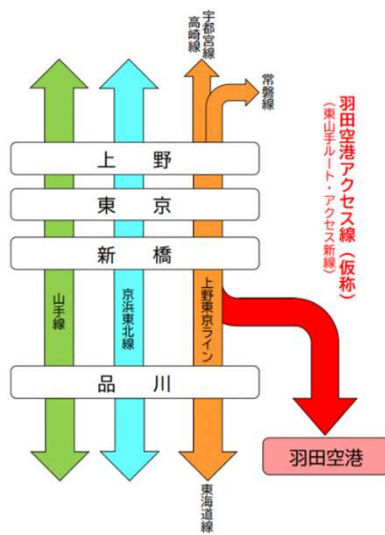 宇都宮線
高崎線
常磐線
羽田空港アクセス線（仮称）
（東山手ルート・アクセス新線）
上　野
東　京
新　橋
山手線
京浜東北線
上野東京ライン
品　川
羽田空港
東海道線